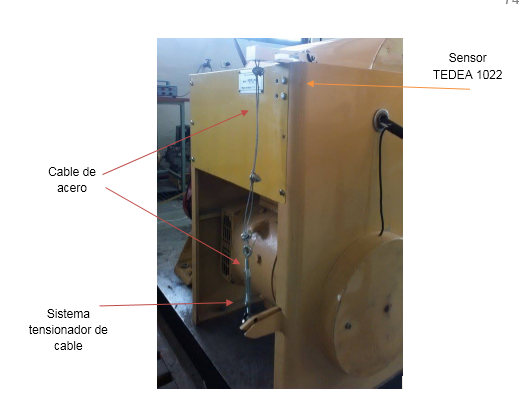 74
Sensor
TEDEA 1022
Cable de
acero
Sistema
tensionador de
cable